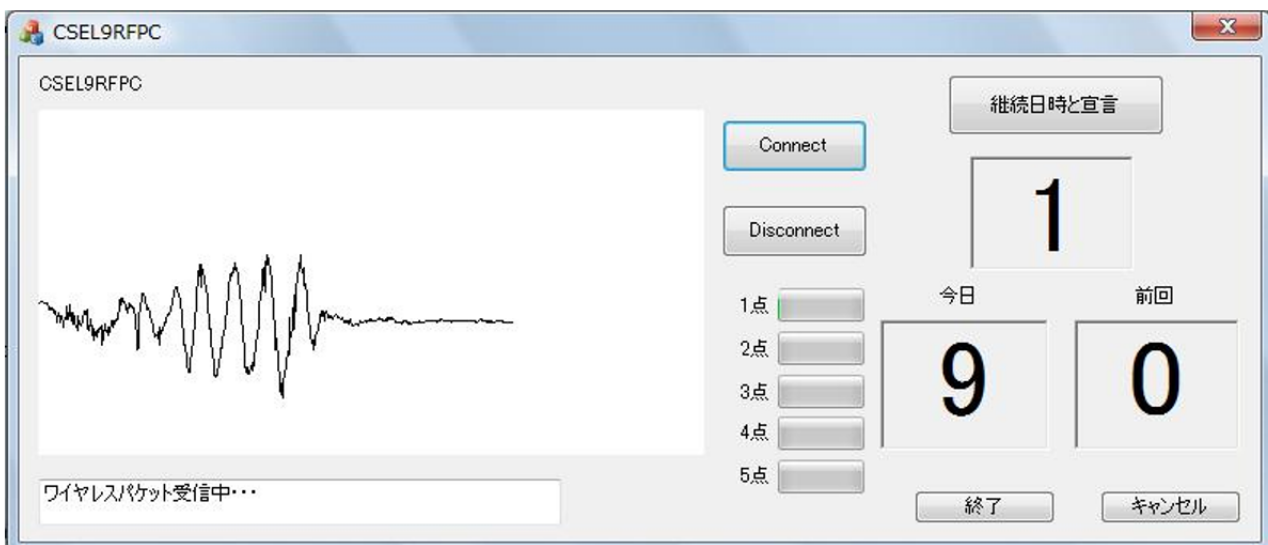 CSEL9RFPC
CSEL9RFPC
継続日時と宣言
Connect
1
Disconnect
今日
前回
1点
2点
3点
4点
5点
9
0
ワイヤレスパケット受信中・・・
終了
キャンセル